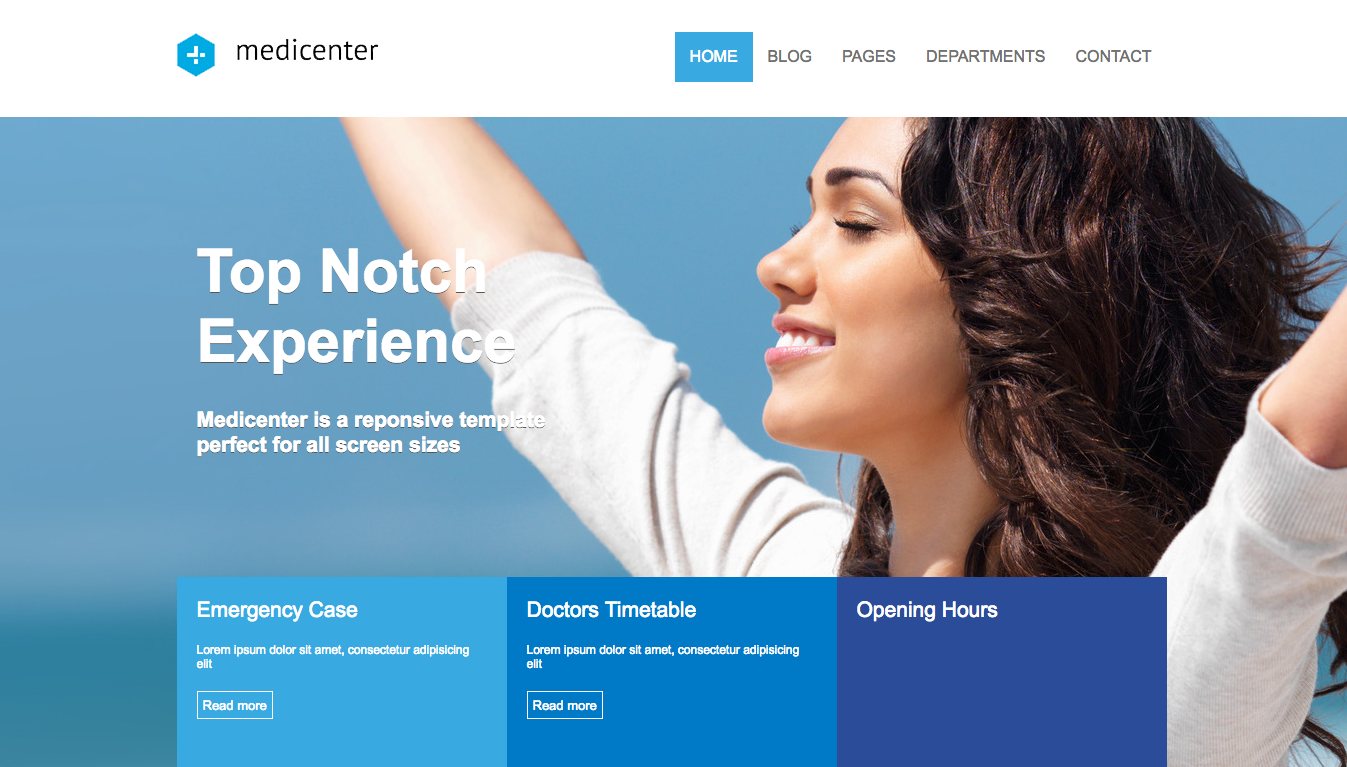 medicenter
HOME BLOG PAGES DEPARTMENTS CONTACT
Top Notch
Experience
Medicenter is a reponsive template
perfect for all screen sizes
Emergency Case
Lorem ipsum dolor sit amet, consectetur adipisicing
elit
Read more
Doctors Timetable
Lorem ipsum dolor sit amet, consectetur adipisicing
elit
Read more
Opening Hours